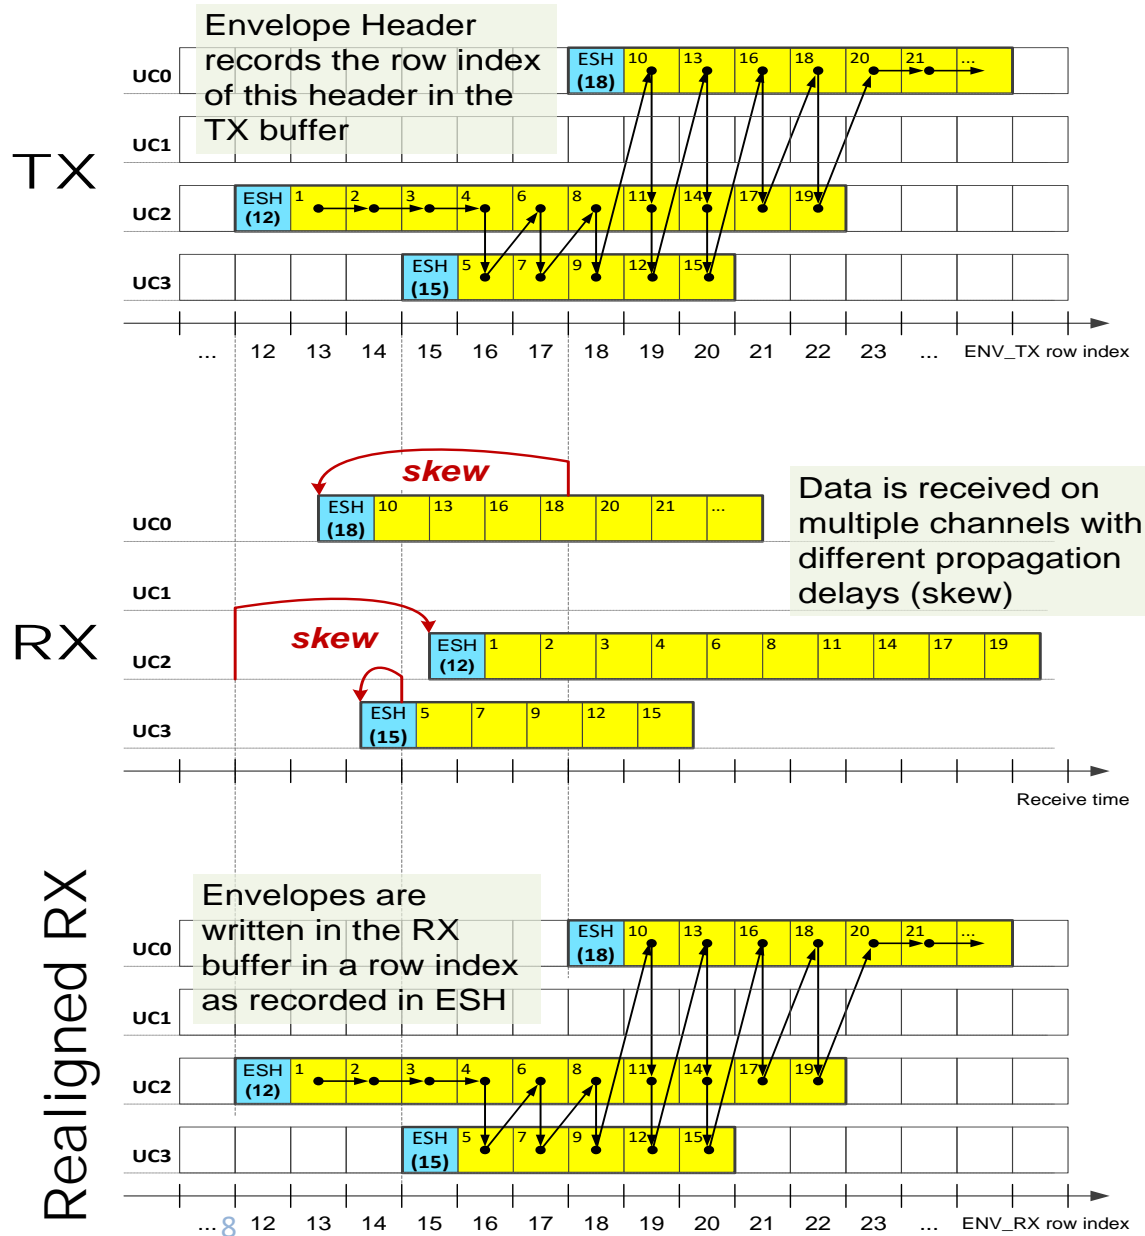 Envelope Header
records the row index
of this header in the
TX buffer
TX
UC0 ESH (18) 10 13 16 18 20 21 ...
UC1
UC2 ESH (12) 1 2 3 4 6 8 11 14 17 19
UC3 ESH (15) 5 7 9 12 15
... 12 13 14 15 16 17 18 19 20 21 22 23 ... ENV_TX row index
skew
Data is received on
multiple channels with
different propagation
delays (skew)
RX
UC0 ESH (18) 10 13 16 18 20 21 ...
UC1
skew
UC2 ESH (12) 1 2 3 4 6 8 11 14 17 19
UC3 ESH (15) 5 7 9 12 15
Receive time
Realigned RX
Envelopes are
written in the RX
buffer in a row index
as recorded in ESH
UC0 ESH (18) 10 13 16 18 20 21 ...
UC1
UC2 ESH (12) 1 2 3 4 6 8 11 14 17 19
UC3 ESH (15) 5 7 9 12 15
... 8 12 13 14 15 16 17 18 19 20 21 22 23 ... ENV_RX row index